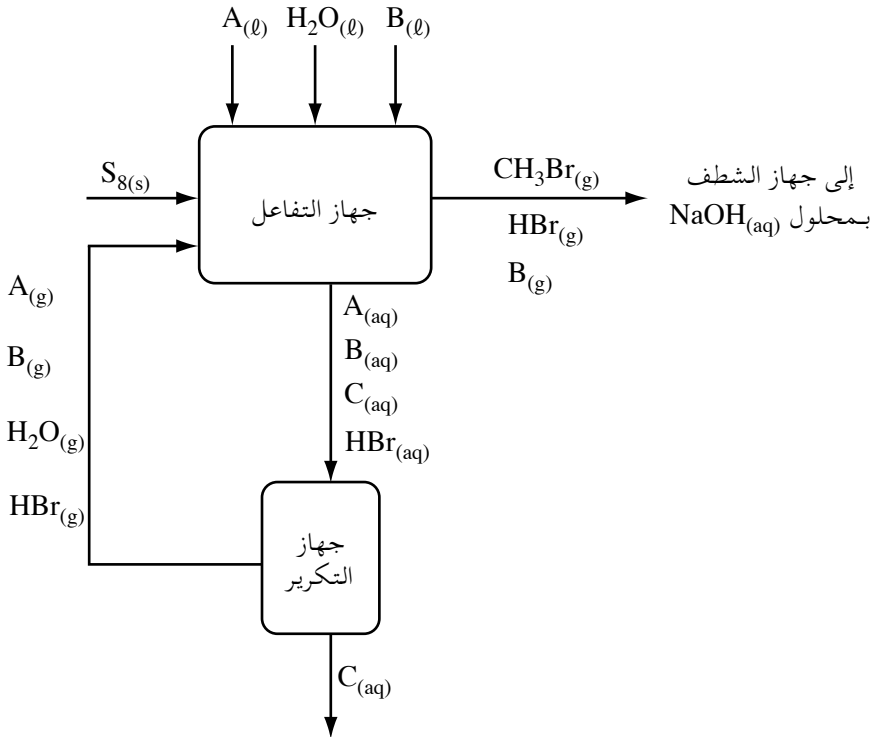 A(ℓ) H₂O(ℓ) B(ℓ)
S₈(s)
جهاز التفاعل
CH₃Br(g)
HBr(g)
B(g)
إلى جهاز الشطف
بمحلول NaOH(aq)
A(g)
B(g)
H₂O(g)
HBr(g)
A(aq)
B(aq)
C(aq)
HBr(aq)
جهاز
التكرير
C(aq)